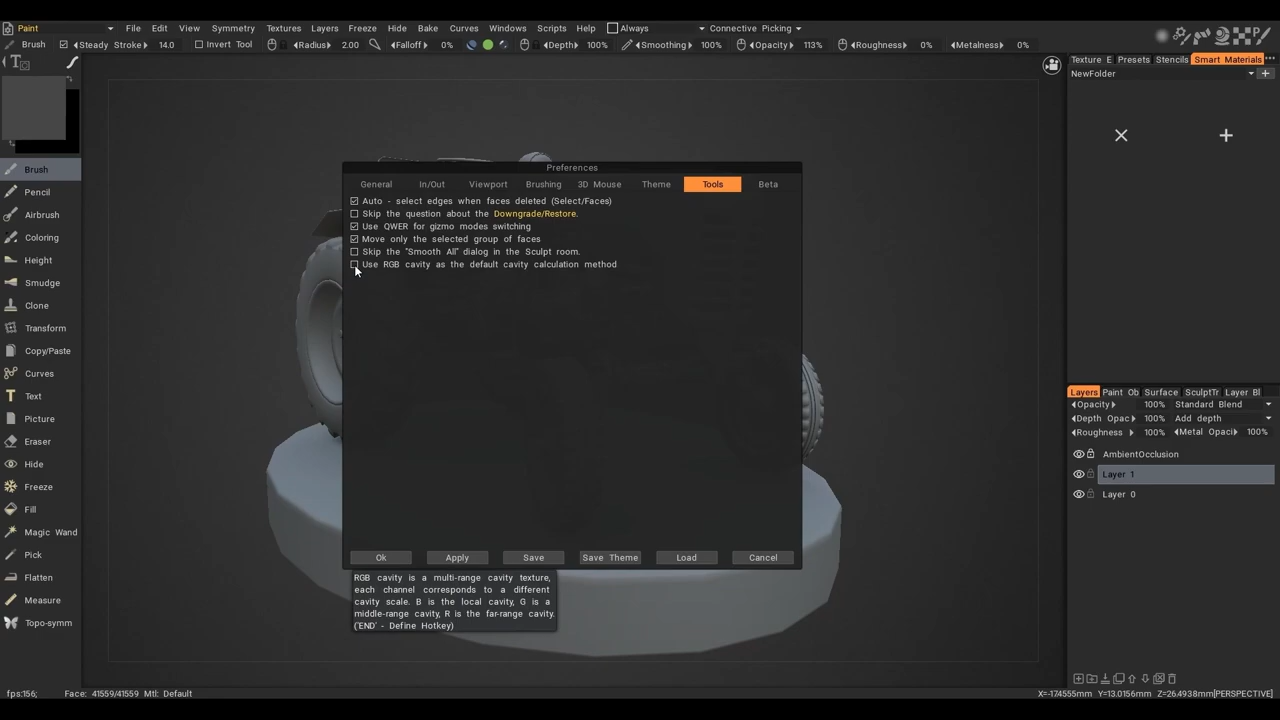 Paint File Edit View Symmetry Textures Layers Freeze Hide Bake Curves Windows Scripts Help Always Connective Picking
Brush Steady Stroke 14.0 Invert Tool Radius 2.00 Falloff 0% Depth 100% Smoothing 100% Opacity 113% Roughness 0% Metalness 0%
Texture E Presets Stencils Smart Materials
NewFolder
Brush
Pencil
Airbrush
Coloring
Height
Smudge
Clone
Transform
Copy/Paste
Curves
Text
Picture
Eraser
Hide
Freeze
Fill
Magic Wand
Pick
Flatten
Measure
Topo-symm
Preferences
General In/Out Viewport Brushing 3D Mouse Theme Tools Beta
Auto - select edges when faces deleted (Select/Faces)
Skip the question about the Downgrade/Restore.
Use QWER for gizmo modes switching
Move only the selected group of faces
Skip the "Smooth All" dialog in the Sculpt room.
Use RGB cavity as the default cavity calculation method
Ok Apply Save Save Theme Load Cancel
RGB cavity is a multi-range cavity texture,
each channel corresponds to a different
cavity scale. B is the local cavity, G is a
middle-range cavity, R is the far-range cavity.
('END' - Define Hotkey)
Layers Paint Ob Surface SculptTr Layer Bl
Opacity 100% Standard Blend
Depth Opac 100% Add depth
Roughness 100% Metal Opaci 100%
AmbientOcclusion
Layer 1
Layer 0
fps:156; Face: 41559/41559 Mtl: Default
X=-17.4555mm Y=13.0156mm Z=26.4938mm[PERSPECTIVE]